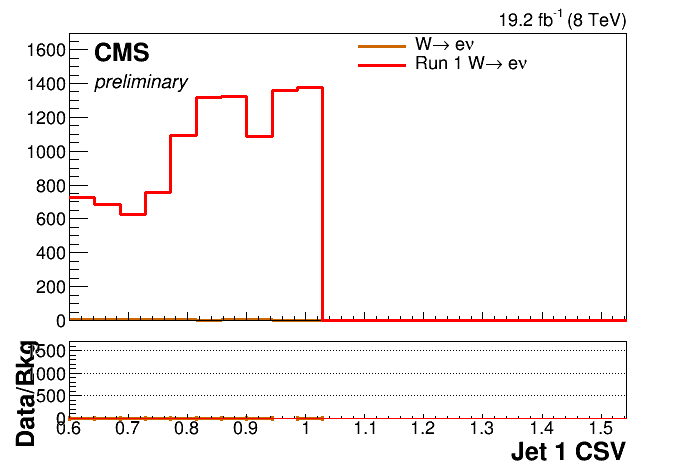 19.2 fb-1 (8 TeV)
CMS
preliminary
W→ eν
Run 1 W→ eν
1600
1400
1200
1000
800
600
400
200
0
Data/Bkg
1000
500
0
0.6 0.7 0.8 0.9 1 1.1 1.2 1.3 1.4 1.5
Jet 1 CSV